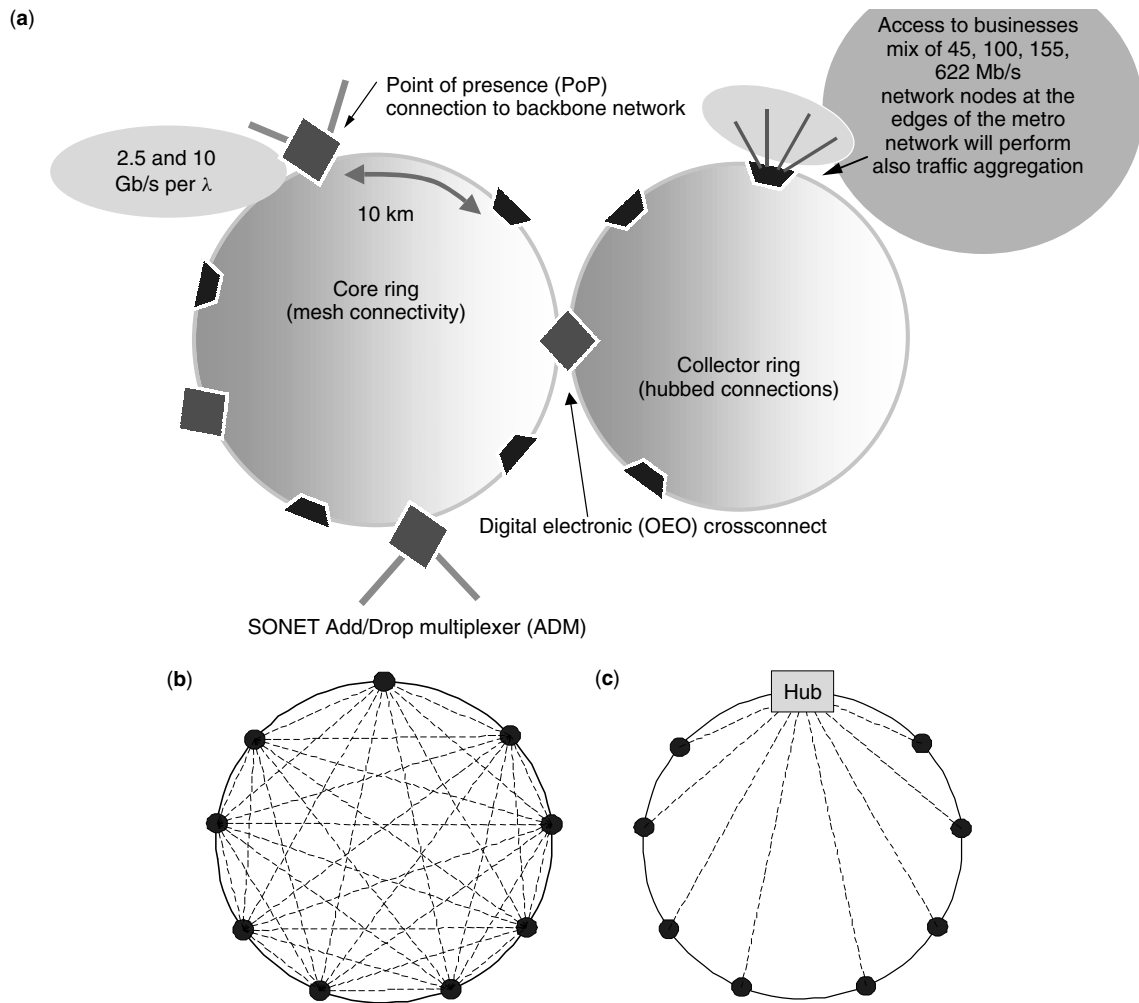 (a)
Access to businesses
mix of 45, 100, 155,
622 Mb/s
network nodes at the
edges of the metro
network will perform
also traffic aggregation
Point of presence (PoP)
connection to backbone network
2.5 and 10
Gb/s per λ
10 km
Core ring
(mesh connectivity)
Collector ring
(hubbed connections)
Digital electronic (OEO) crossconnect
SONET Add/Drop multiplexer (ADM)
(b)
(c)
Hub